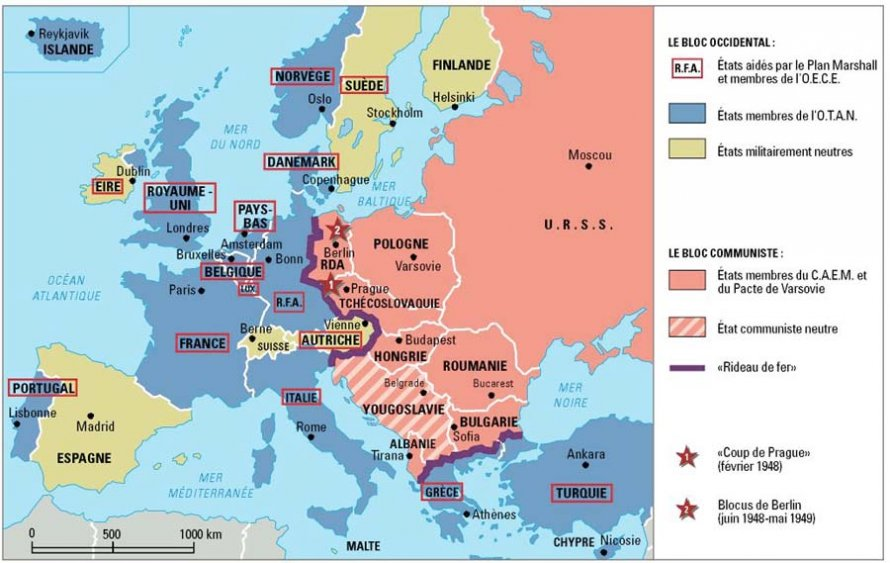 Reykjavik
ISLANDE
NORVÈGE
Oslo
SUÈDE
Stockholm
FINLANDE
Helsinki
MER
DU NORD
DANEMARK
Copenhague
MER
BALTIQUE
Moscou
U.R.S.S.
Dublin
EIRE
ROYAUME-
UNI
Londres
PAYS-
BAS
Amsterdam
Bruxelles
BELGIQUE
LUX.
Bonn
R.F.A.
2
Berlin
RDA
POLOGNE
Varsovie
1
Prague
TCHÉCOSLOVAQUIE
OCÉAN
ATLANTIQUE
Paris
FRANCE
Berne
SUISSE
Vienne
AUTRICHE
Budapest
HONGRIE
ROUMANIE
Bucarest
Belgrade
YOUGOSLAVIE
BULGARIE
Sofia
ALBANIE
Tirana
MER
NOIRE
PORTUGAL
Lisbonne
Madrid
ESPAGNE
ITALIE
Rome
MER
MÉDITERRANÉE
GRÈCE
Athènes
Ankara
TURQUIE
MALTE
CHYPRE
Nicosie
0 500 1000 km
LE BLOC OCCIDENTAL :
R.F.A.
États aidés par le Plan Marshall
et membres de l'O.E.C.E.
États membres de l'O.T.A.N.
États militairement neutres
LE BLOC COMMUNISTE :
États membres du C.A.E.M. et
du Pacte de Varsovie
État communiste neutre
«Rideau de fer»
1
«Coup de Prague»
(février 1948)
2
Blocus de Berlin
(juin 1948-mai 1949)